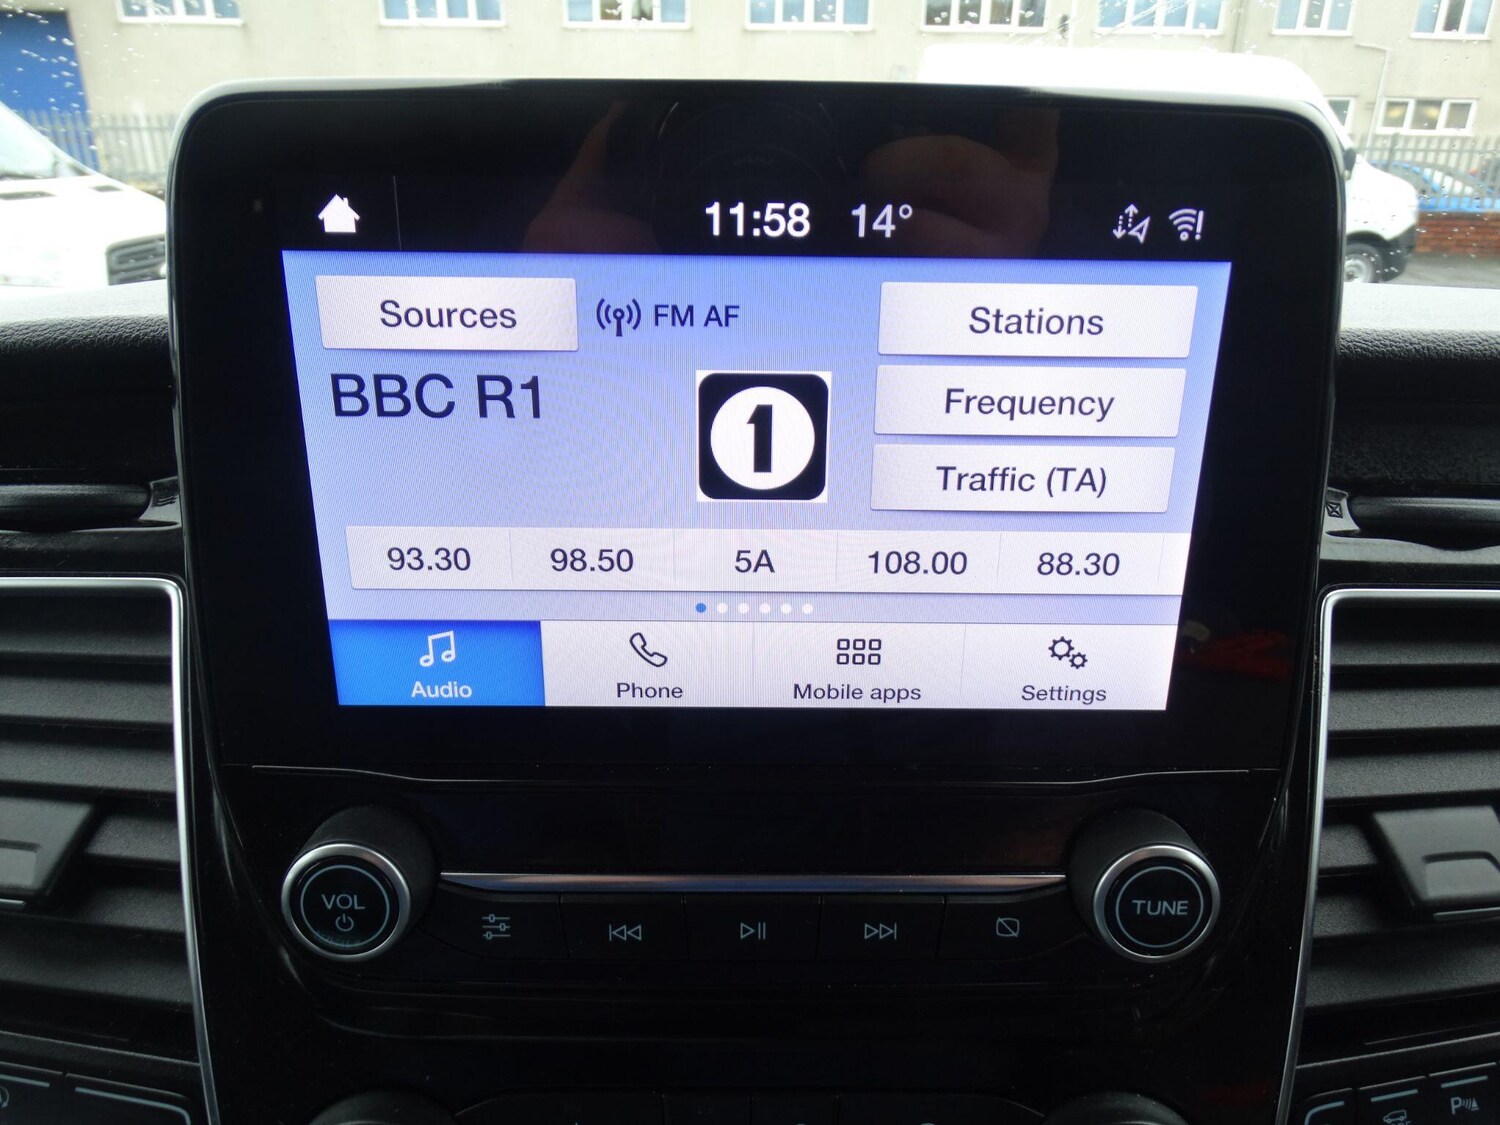 11:58 14°
Sources FM AF Stations
BBC R1
1
Frequency
Traffic (TA)
93.30 98.50 5A 108.00 88.30
Audio Phone Mobile apps Settings
VOL
TUNE
P